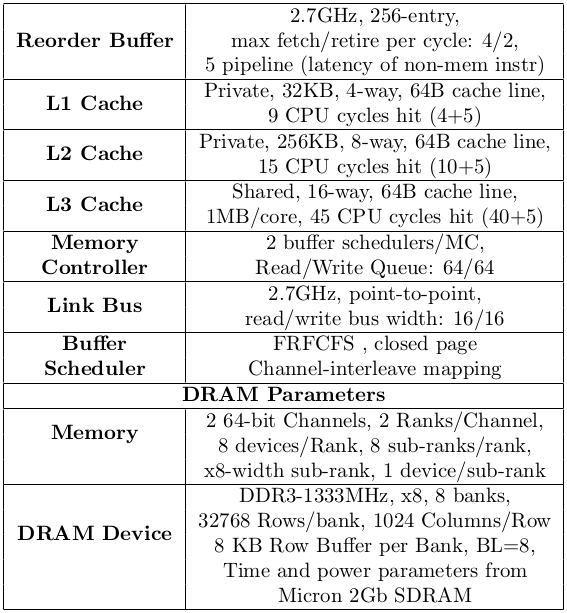 Reorder Buffer
2.7GHz, 256-entry,
max fetch/retire per cycle: 4/2,
5 pipeline (latency of non-mem instr)
L1 Cache
Private, 32KB, 4-way, 64B cache line,
9 CPU cycles hit (4+5)
L2 Cache
Private, 256KB, 8-way, 64B cache line,
15 CPU cycles hit (10+5)
L3 Cache
Shared, 16-way, 64B cache line,
1MB/core, 45 CPU cycles hit (40+5)
Memory
Controller
2 buffer schedulers/MC,
Read/Write Queue: 64/64
Link Bus
2.7GHz, point-to-point,
read/write bus width: 16/16
Buffer
Scheduler
FRFCFS , closed page
Channel-interleave mapping
DRAM Parameters
Memory
2 64-bit Channels, 2 Ranks/Channel,
8 devices/Rank, 8 sub-ranks/rank,
x8-width sub-rank, 1 device/sub-rank
DRAM Device
DDR3-1333MHz, x8, 8 banks,
32768 Rows/bank, 1024 Columns/Row
8 KB Row Buffer per Bank, BL=8,
Time and power parameters from
Micron 2Gb SDRAM